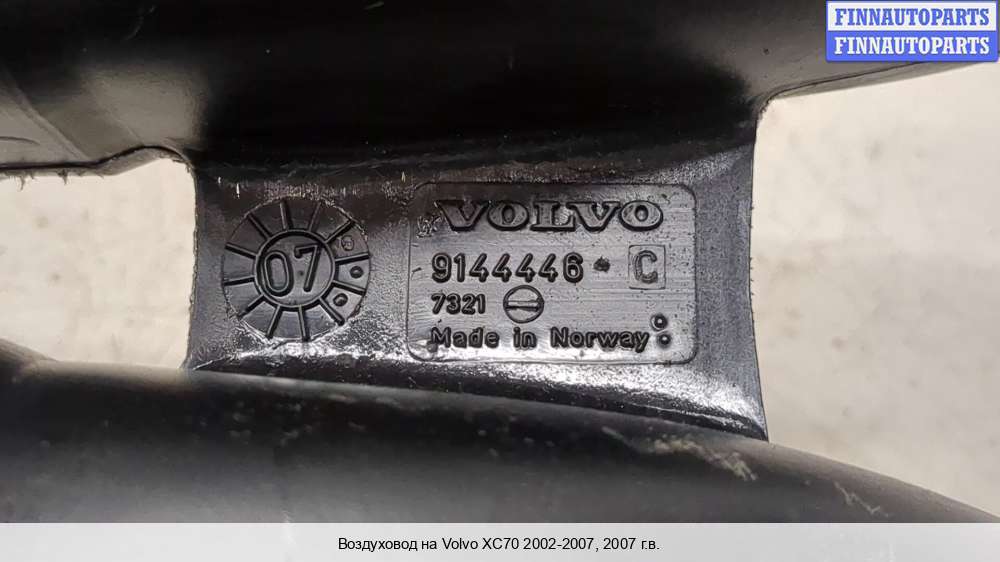 FINNAUTOPARTS
FINNAUTOPARTS
07
VOLVO
9144446 C
7321
Made in Norway
Воздуховод на Volvo XC70 2002-2007, 2007 г.в.